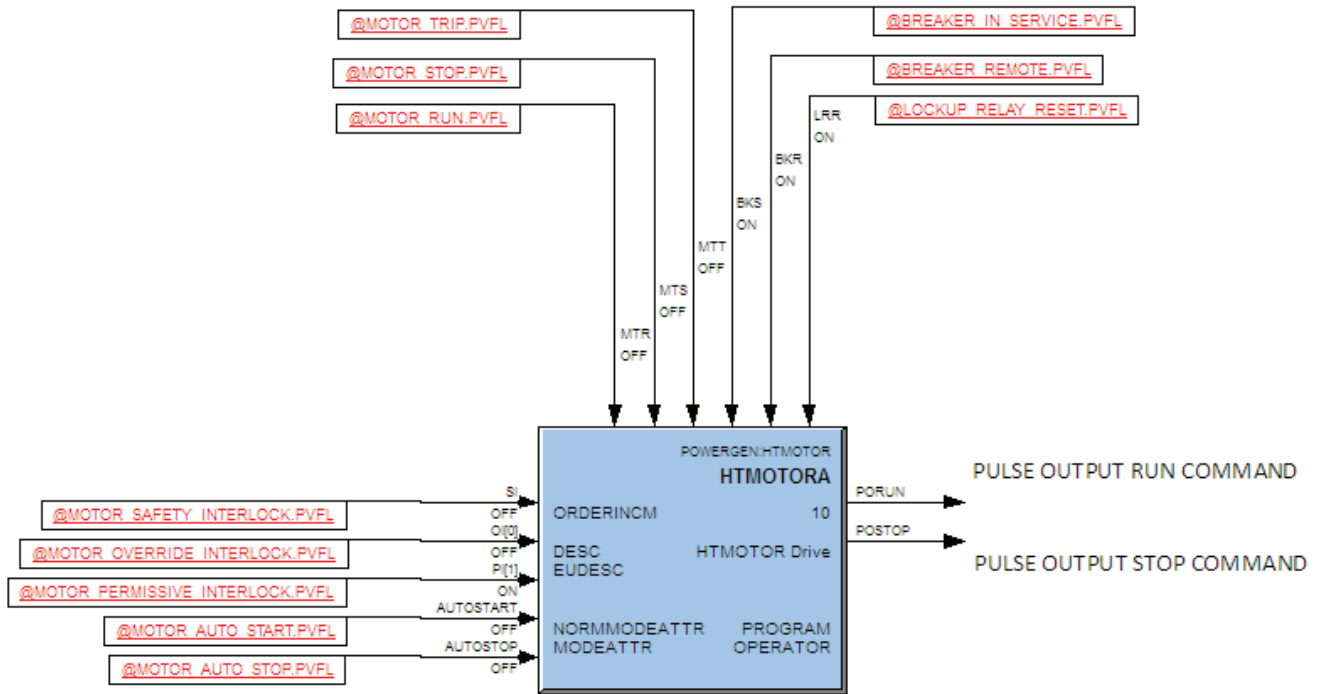 @MOTOR_TRIP.PVFL
@BREAKER_IN_SERVICE.PVFL
@MOTOR_STOP.PVFL
@BREAKER_REMOTE.PVFL
@MOTOR_RUN.PVFL
@LOCKUP_RELAY_RESET.PVFL
LRR
ON
BKR
ON
BKS
ON
MTT
OFF
MTS
OFF
MTR
OFF
POWERGEN:HTMOTOR
HTMOTORA
SI
OFF
@MOTOR_SAFETY_INTERLOCK.PVFL
OI[0]
OFF
@MOTOR_OVERRIDE_INTERLOCK.PVFL
PI[1]
ON
@MOTOR_PERMISSIVE_INTERLOCK.PVFL
AUTOSTART
OFF
@MOTOR_AUTO_START.PVFL
AUTOSTOP
OFF
@MOTOR_AUTO_STOP.PVFL
ORDERINCM 10
DESC HTMOTOR Drive
EUDESC
NORMMODEATTR PROGRAM
MODEATTR OPERATOR
PORUN
PULSE OUTPUT RUN COMMAND
POSTOP
PULSE OUTPUT STOP COMMAND